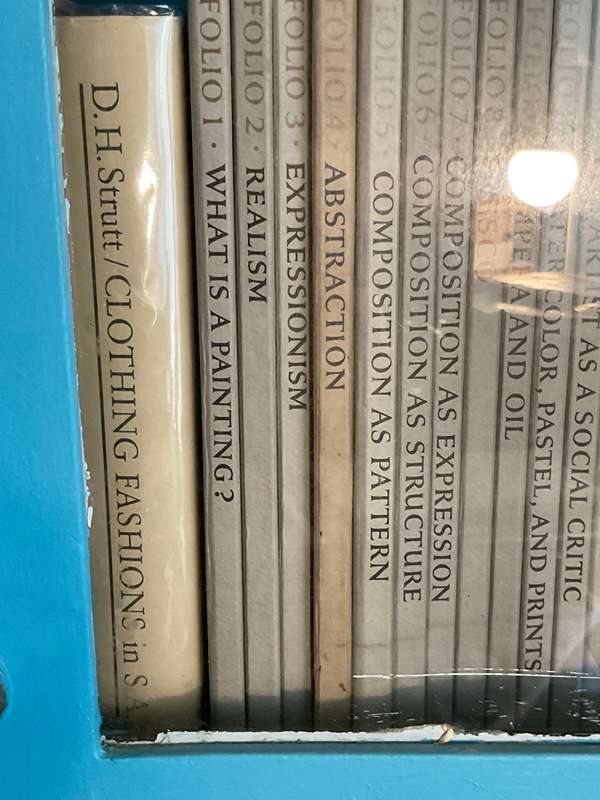 D.H. Strutt / CLOTHING FASHIONS in S A
FOLIO 1 · WHAT IS A PAINTING?
FOLIO 2 · REALISM
FOLIO 3 · EXPRESSIONISM
FOLIO 4 · ABSTRACTION
FOLIO 5 · COMPOSITION AS PATTERN
FOLIO 6 · COMPOSITION AS STRUCTURE
FOLIO 7 · COMPOSITION AS EXPRESSION
FOLIO 8
AND OIL
COLOR, PASTEL, AND PRINTS
AS A SOCIAL CRITIC